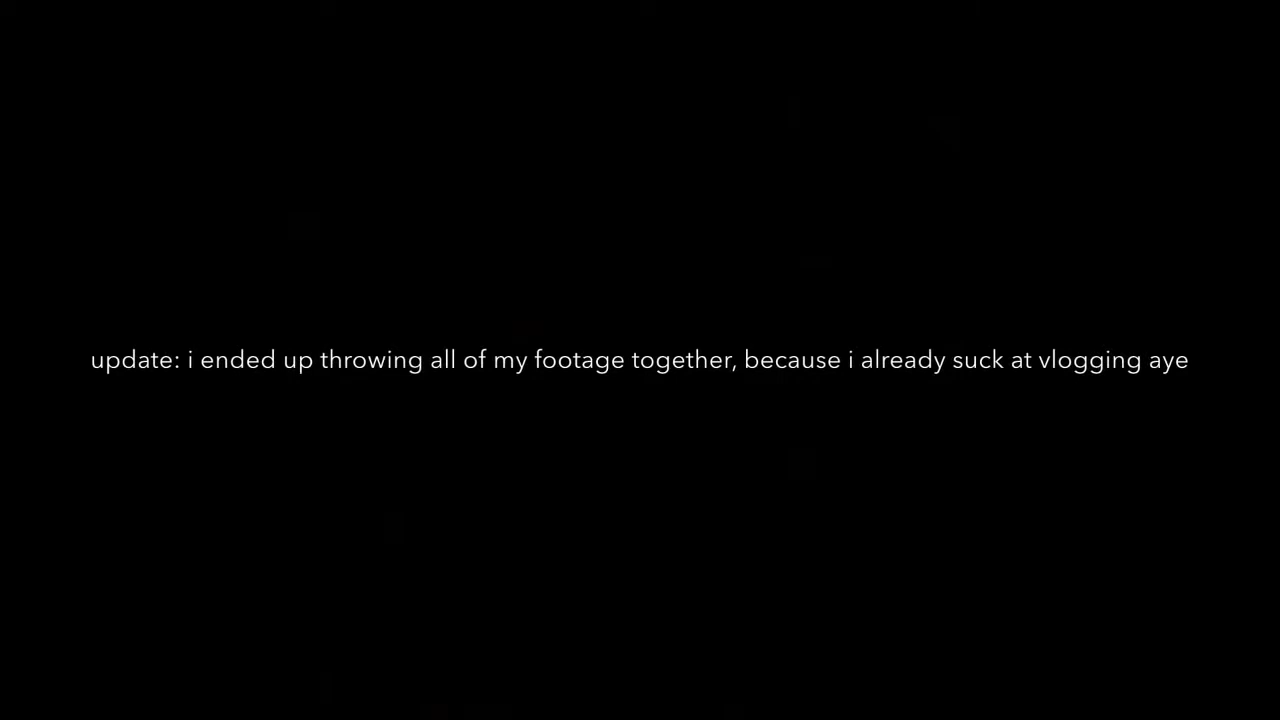 update: i ended up throwing all of my footage together, because i already suck at vlogging aye